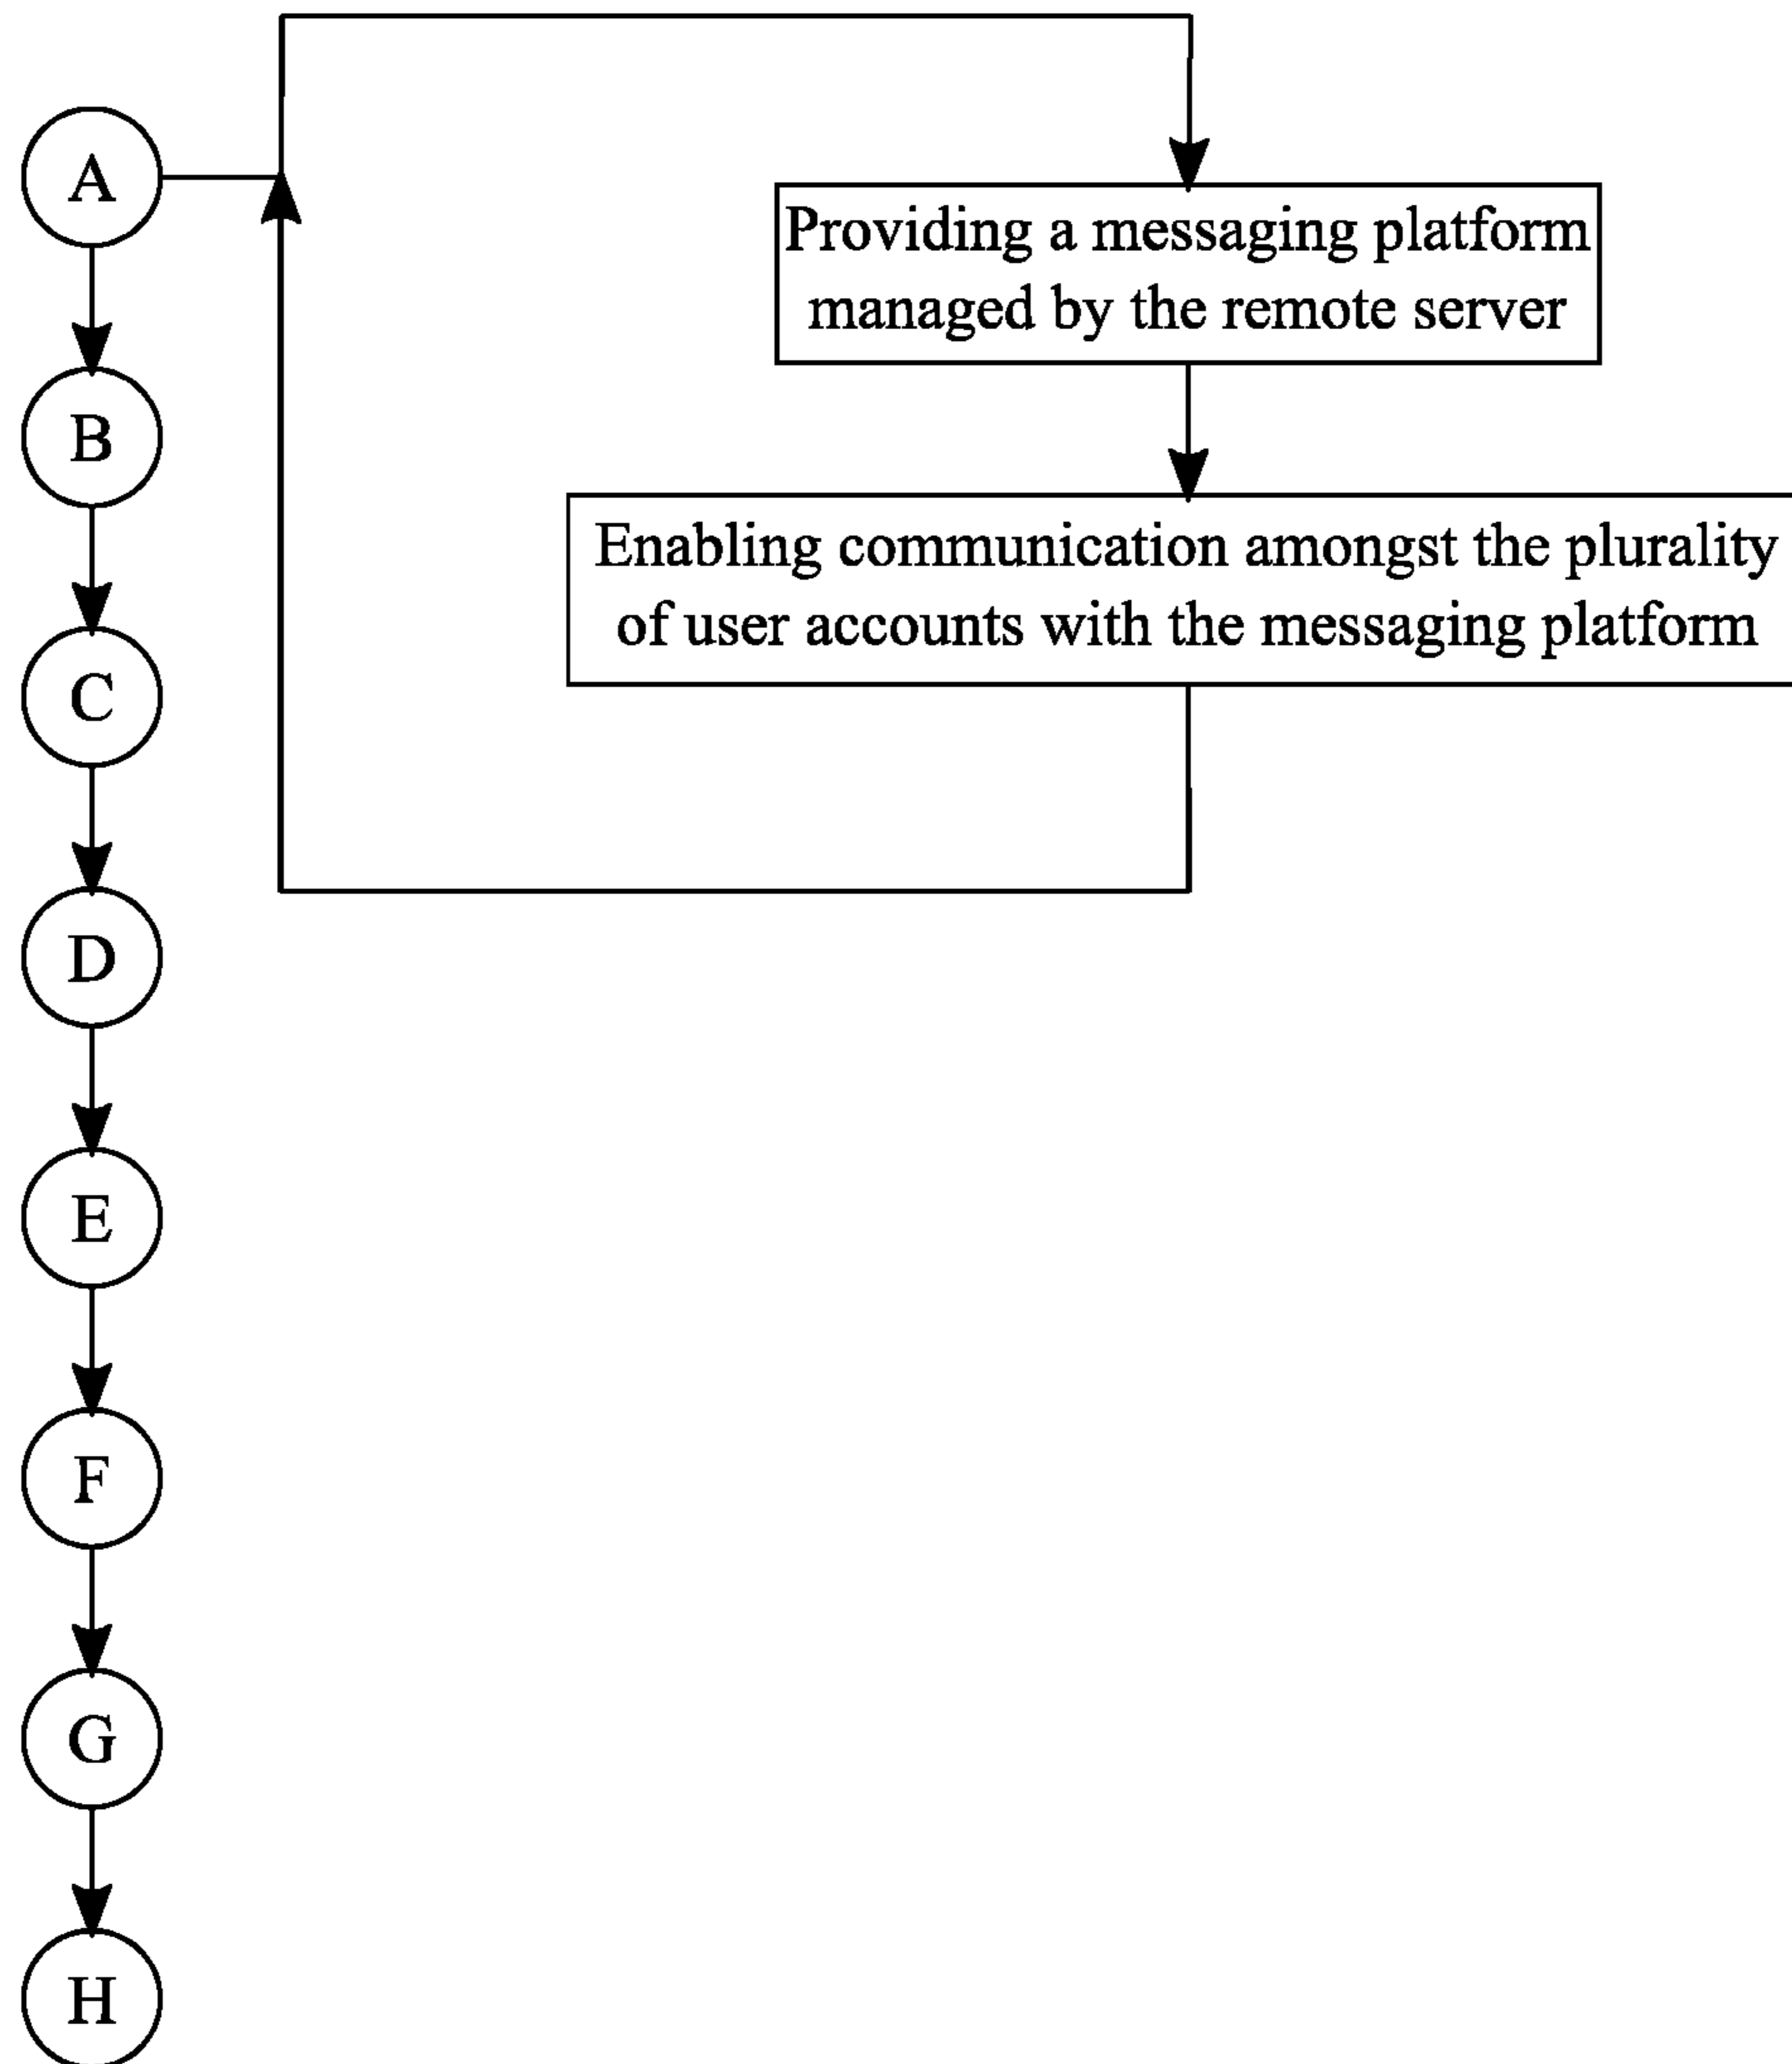 A
Providing a messaging platform
managed by the remote server
B
Enabling communication amongst the plurality
of user accounts with the messaging platform
C
D
E
F
G
H